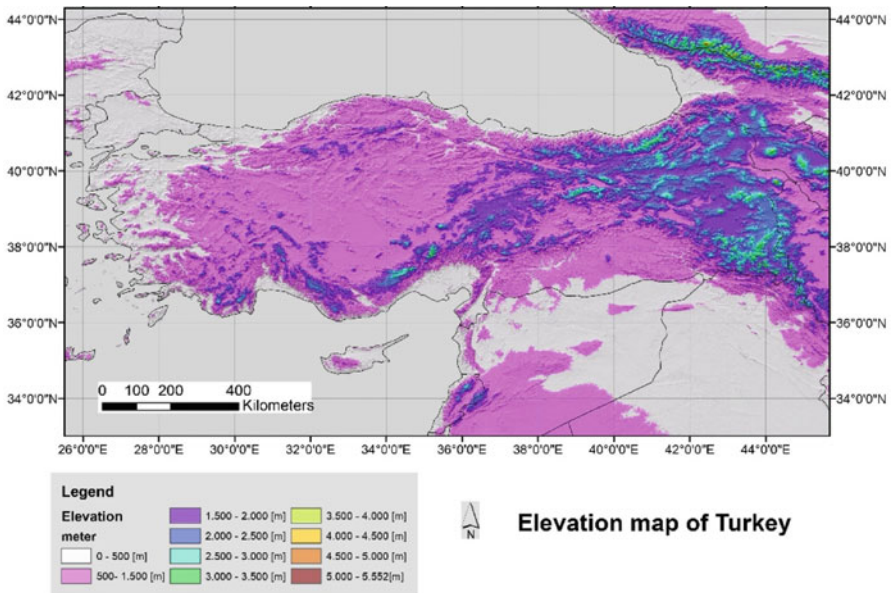 44°0'0"N
44°0'0"N
42°0'0"N
42°0'0"N
40°0'0"N
40°0'0"N
38°0'0"N
38°0'0"N
36°0'0"N
36°0'0"N
34°0'0"N
34°0'0"N
0 100 200 400
Kilometers
26°0'0"E 28°0'0"E 30°0'0"E 32°0'0"E 34°0'0"E 36°0'0"E 38°0'0"E 40°0'0"E 42°0'0"E 44°0'0"E
Legend
Elevation
meter
0 - 500 [m]
500- 1.500 [m]
1.500 - 2.000 [m]
2.000 - 2.500 [m]
2.500 - 3.000 [m]
3.000 - 3.500 [m]
3.500 - 4.000 [m]
4.000 - 4.500 [m]
4.500 - 5.000 [m]
5.000 - 5.552[m]
N
Elevation map of Turkey